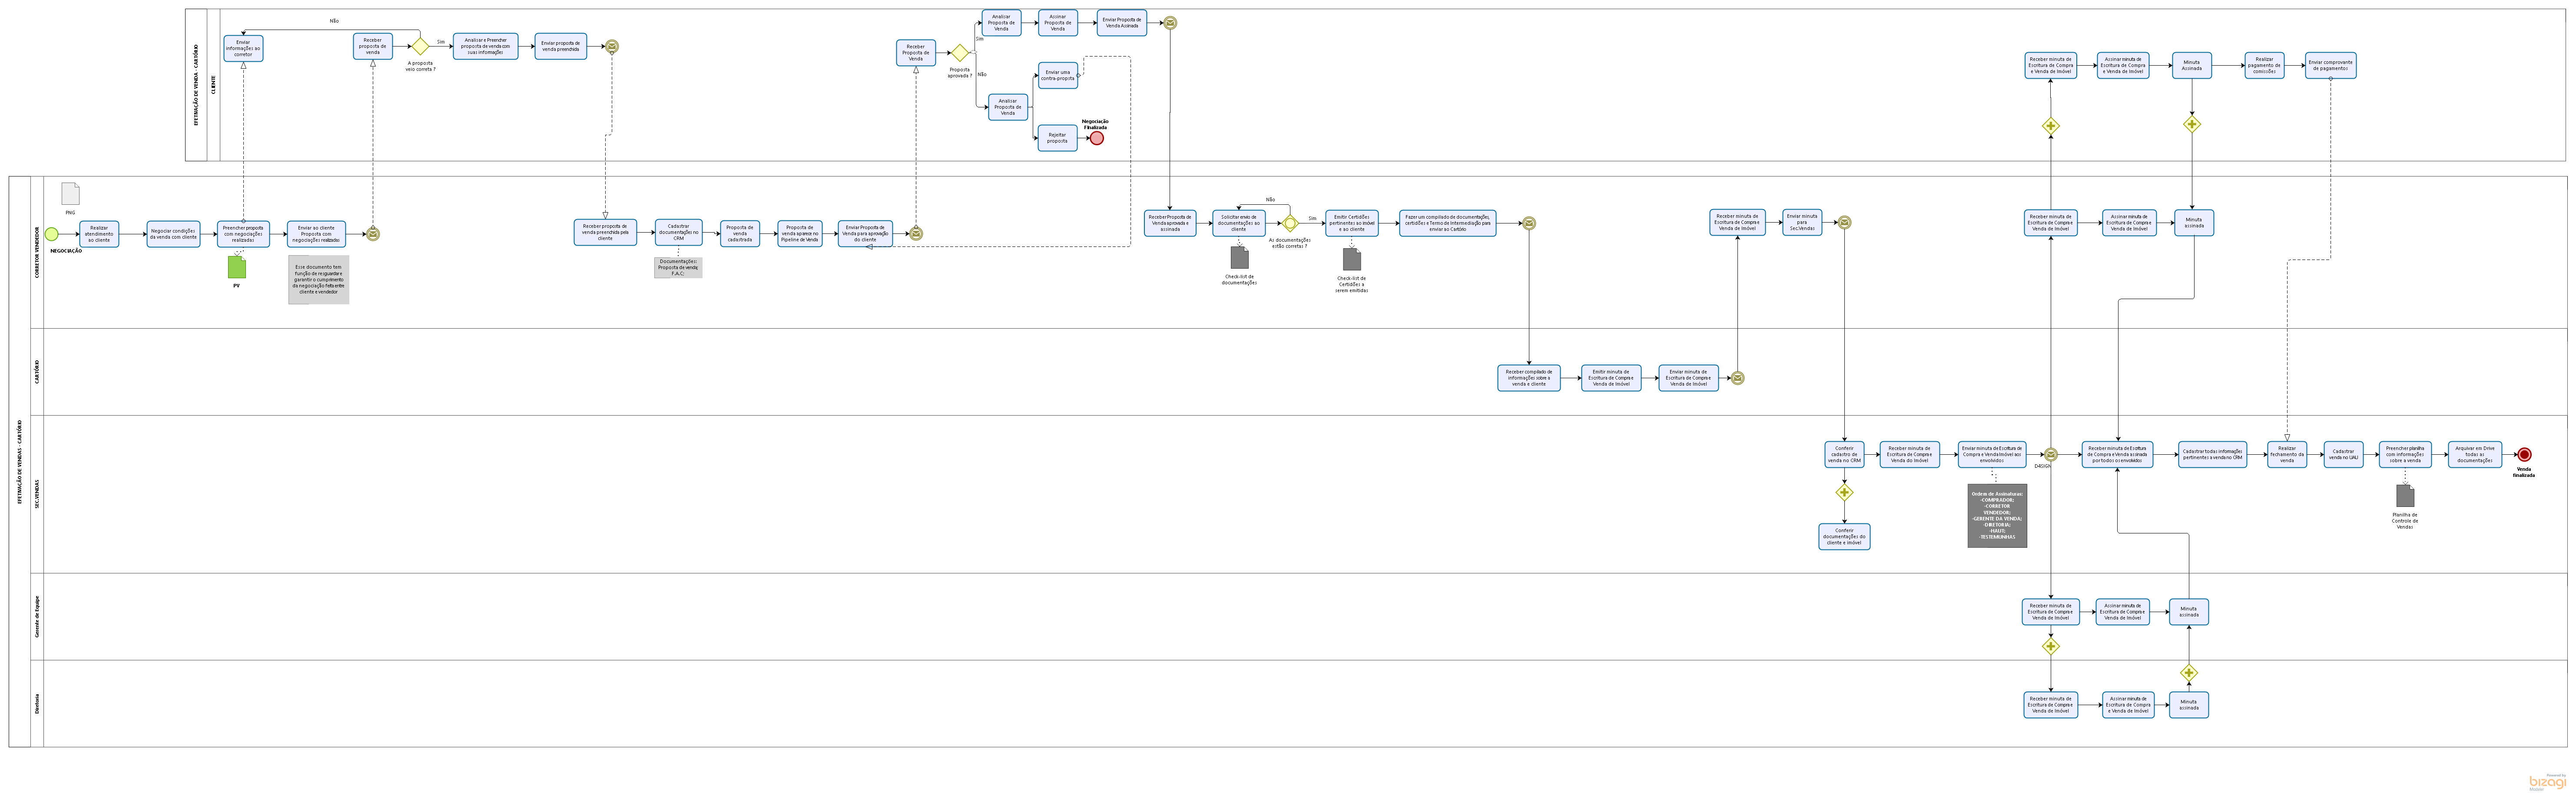 EFETIVAÇÃO DE VENDA - CARTÓRIO
CLIENTE
Não
Enviar
informações ao
corretor
Receber
proposta de
venda
Sim
A proposta
veio correta ?
Analisar e Preencher
proposta de venda com
suas informações
Enviar proposta de
venda preenchida
Receber
Proposta de
Venda
Proposta
aprovada ?
Sim
Não
Analisar
Proposta de
Venda
Assinar
Proposta de
Venda
Enviar Proposta de
Venda Assinada
Analisar
Proposta de
Venda
Enviar uma
contra-propsta
Rejeitar
proposta
Negociação
Finalizada
Receber minuta de
Escritura de Compra
e Venda de Imóvel
Assinar minuta de
Escritura de Compra
e Venda de Imóvel
Minuta
Assinada
Realizar
pagamento de
comissões
Enviar comprovante
de pagamentos
EFETIVAÇÃO DE VENDAS - CARTÓRIO
CORRETOR VENDEDOR
PNG
NEGOCIAÇÃO
Realizar
atendimento
ao cliente
Negociar condições
da venda com cliente
Preencher proposta
com negociações
realizadas
PV
Enviar ao cliente
Proposta com
negociações realizadas
Esse documento tem
função de resguardar e
garantir o cumprimento
da negociação feita entre
cliente e vendedor
Receber proposta de
venda preenchida pelo
cliente
Cadastrar
documentações no
CRM
Documentações:
Proposta de venda;
F.A.C;
Proposta de
venda
cadastrada
Proposta de
venda aparece no
Pipeline de Venda
Enviar Proposta de
Venda para aprovação
do cliente
Receber Proposta de
Venda aprovada e
assinada
Solicitar envio de
documentações ao
cliente
Check-list de
documentações
Não
Sim
As documentações
estão corretas ?
Emitir Certidões
pertinentes ao imóvel
e ao cliente
Check-list de
Certidões a
serem emitidas
Fazer um compilado de documentações,
certidões e Termo de Intermediação para
enviar ao Cartório
Receber minuta de
Escritura de Compra e
Venda de Imóvel
Enviar minuta
para
Sec.Vendas
Receber minuta de
Escritura de Compra e
Venda de Imóvel
Assinar minuta de
Escritura de Compra e
Venda de Imóvel
Minuta
assinada
CARTÓRIO
Receber compilado de
informações sobre a
venda e cliente
Emitir minuta de
Escritura de Compra e
Venda de Imóvel
Enviar minuta de
Escritura de Compra e
Venda de Imóvel
SEC.VENDAS
Conferir
cadastro de
venda no CRM
Conferir
documentações do
cliente e imóvel
Receber minuta de
Escritura de Compra e
Venda do Imóvel
Enviar minuta de Escritura de
Compra e Venda Imóvel aos
envolvidos
Ordem de Assinaturas:
-COMPRADOR;
-CORRETOR
VENDEDOR;
-GERENTE DA VENDA;
-DIRETORIA;
-HAUT;
-TESTEMUNHAS
D4SIGN
Receber minuta de Escritura
de Compra e Venda assinada
por todos os envolvidos
Cadastrar todas informações
pertinentes a venda no CRM
Realizar
fechamento da
venda
Cadastrar
venda no UAU
Preencher planilha
com informações
sobre a venda
Planilha de
Controle de
Vendas
Arquivar em Drive
todas as
documentações
Venda
finalizada
Gerente de Equipe
Receber minuta de
Escritura de Compra e
Venda de Imóvel
Assinar minuta de
Escritura de Compra e
Venda de Imóvel
Minuta
assinada
Diretoria
Receber minuta de
Escritura de Compra e
Venda de Imóvel
Assinar minuta de
Escritura de Compra
e Venda de Imóvel
Minuta
assinada
Powered by
bizagi
Modeler